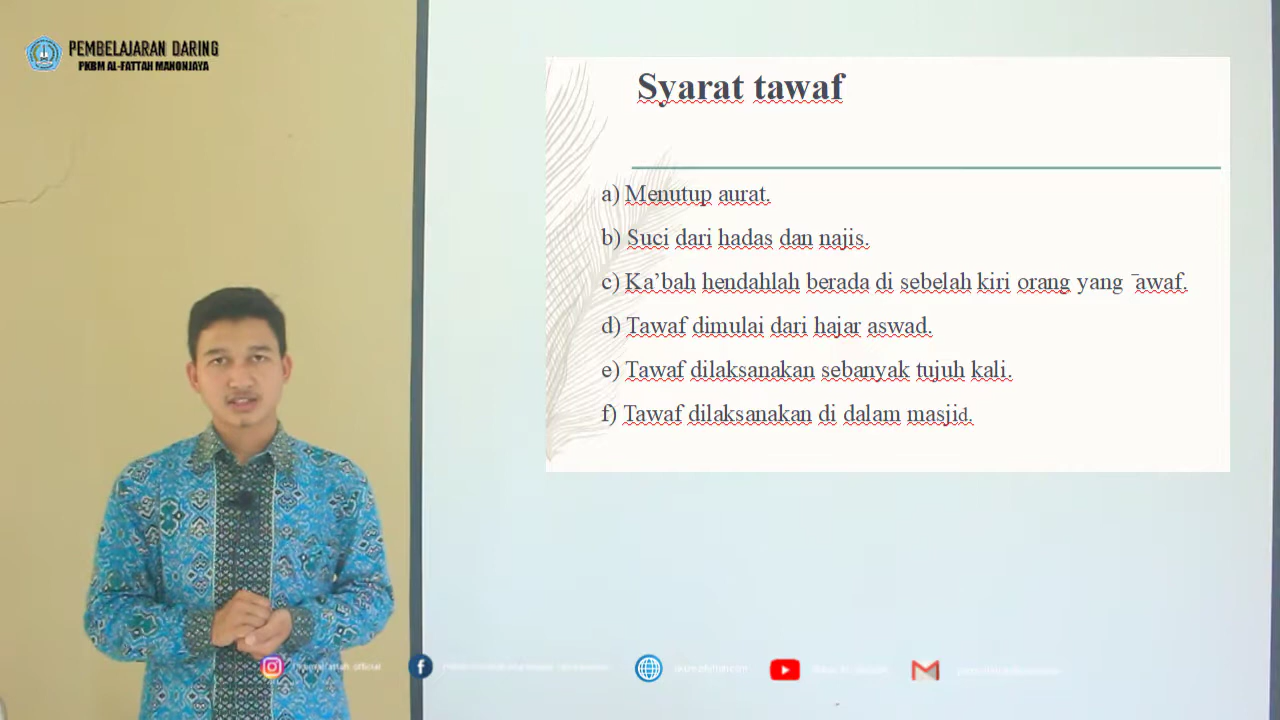 PEMBELAJARAN DARING
PKBM AL-FATTAH MANONJAYA
Syarat tawaf
a) Menutup aurat.
b) Suci dari hadas dan najis.
c) Ka’bah hendahlah berada di sebelah kiri orang yang ¯awaf.
d) Tawaf dimulai dari hajar aswad.
e) Tawaf dilaksanakan sebanyak tujuh kali.
f) Tawaf dilaksanakan di dalam masjid.